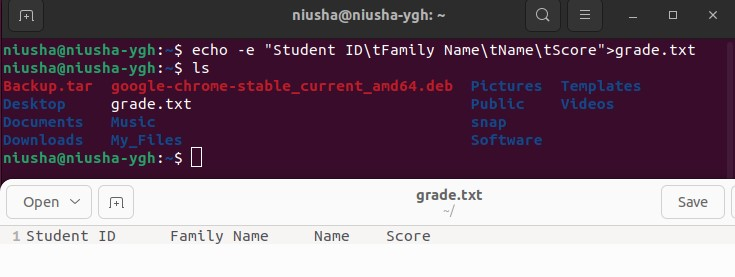 niusha@niusha-ygh: ~
niusha@niusha-ygh:~$ echo -e "Student ID\tFamily Name\tName\tScore">grade.txt
niusha@niusha-ygh:~$ ls
Backup.tar google-chrome-stable_current_amd64.deb Pictures Templates
Desktop grade.txt Public Videos
Documents Music snap
Downloads My_Files Software
niusha@niusha-ygh:~$
Open grade.txt Save
~/
1 Student ID Family Name Name Score